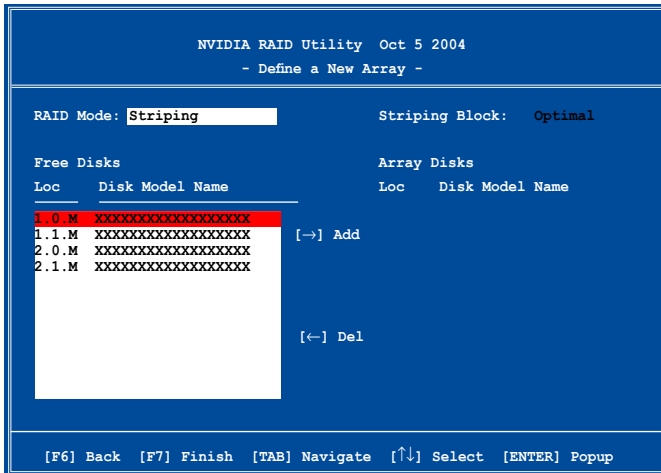 NVIDIA RAID Utility Oct 5 2004
- Define a New Array -
RAID Mode: Striping
Striping Block: Optimal
Free Disks
Array Disks
Loc Disk Model Name
Loc Disk Model Name
1.0.M XXXXXXXXXXXXXXXXXX
1.1.M XXXXXXXXXXXXXXXXXX
2.0.M XXXXXXXXXXXXXXXXXX
2.1.M XXXXXXXXXXXXXXXXXX
[→] Add
[←] Del
[F6] Back [F7] Finish [TAB] Navigate [↑↓] Select [ENTER] Popup